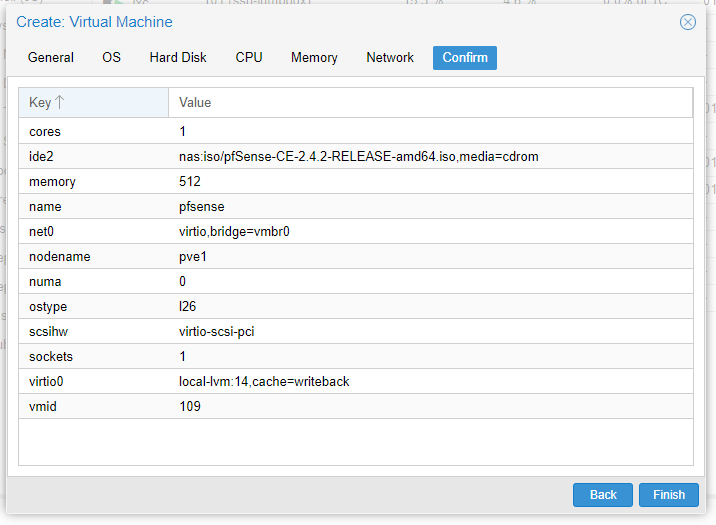 Create: Virtual Machine
General OS Hard Disk CPU Memory Network Confirm
Key Value
cores 1
ide2 nas:iso/pfSense-CE-2.4.2-RELEASE-amd64.iso,media=cdrom
memory 512
name pfsense
net0 virtio,bridge=vmbr0
nodename pve1
numa 0
ostype l26
scsihw virtio-scsi-pci
sockets 1
virtio0 local-lvm:14,cache=writeback
vmid 109
Back Finish